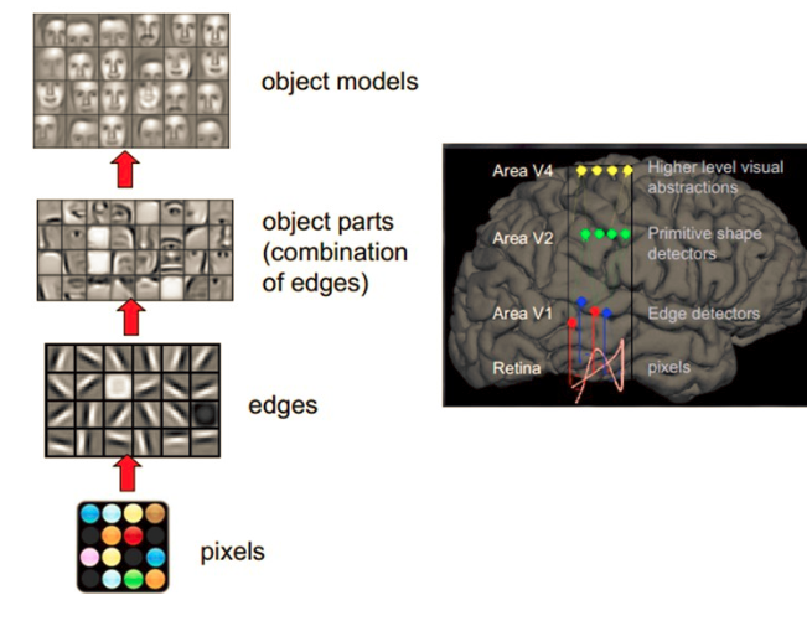 object models
object parts
(combination
of edges)
edges
pixels
Area V4
Higher level visual
abstractions
Area V2
Primitive shape
detectors
Area V1
Edge detectors
Retina
pixels